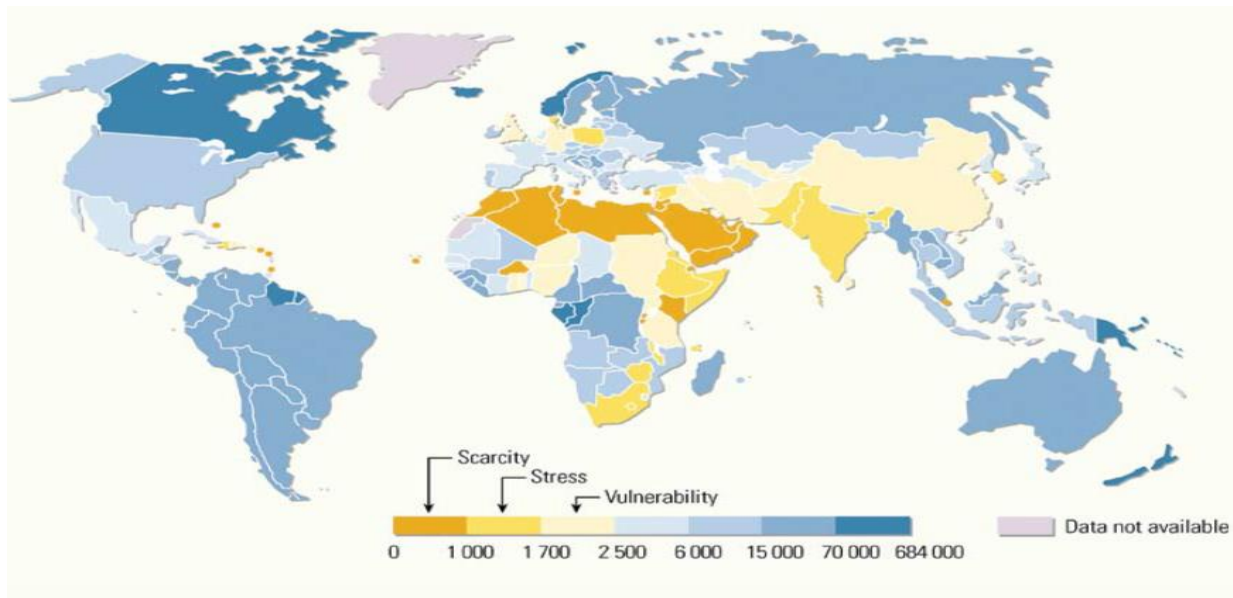 Scarcity
Stress
Vulnerability
0 1 000 1 700 2 500 6 000 15 000 70 000 684 000
Data not available